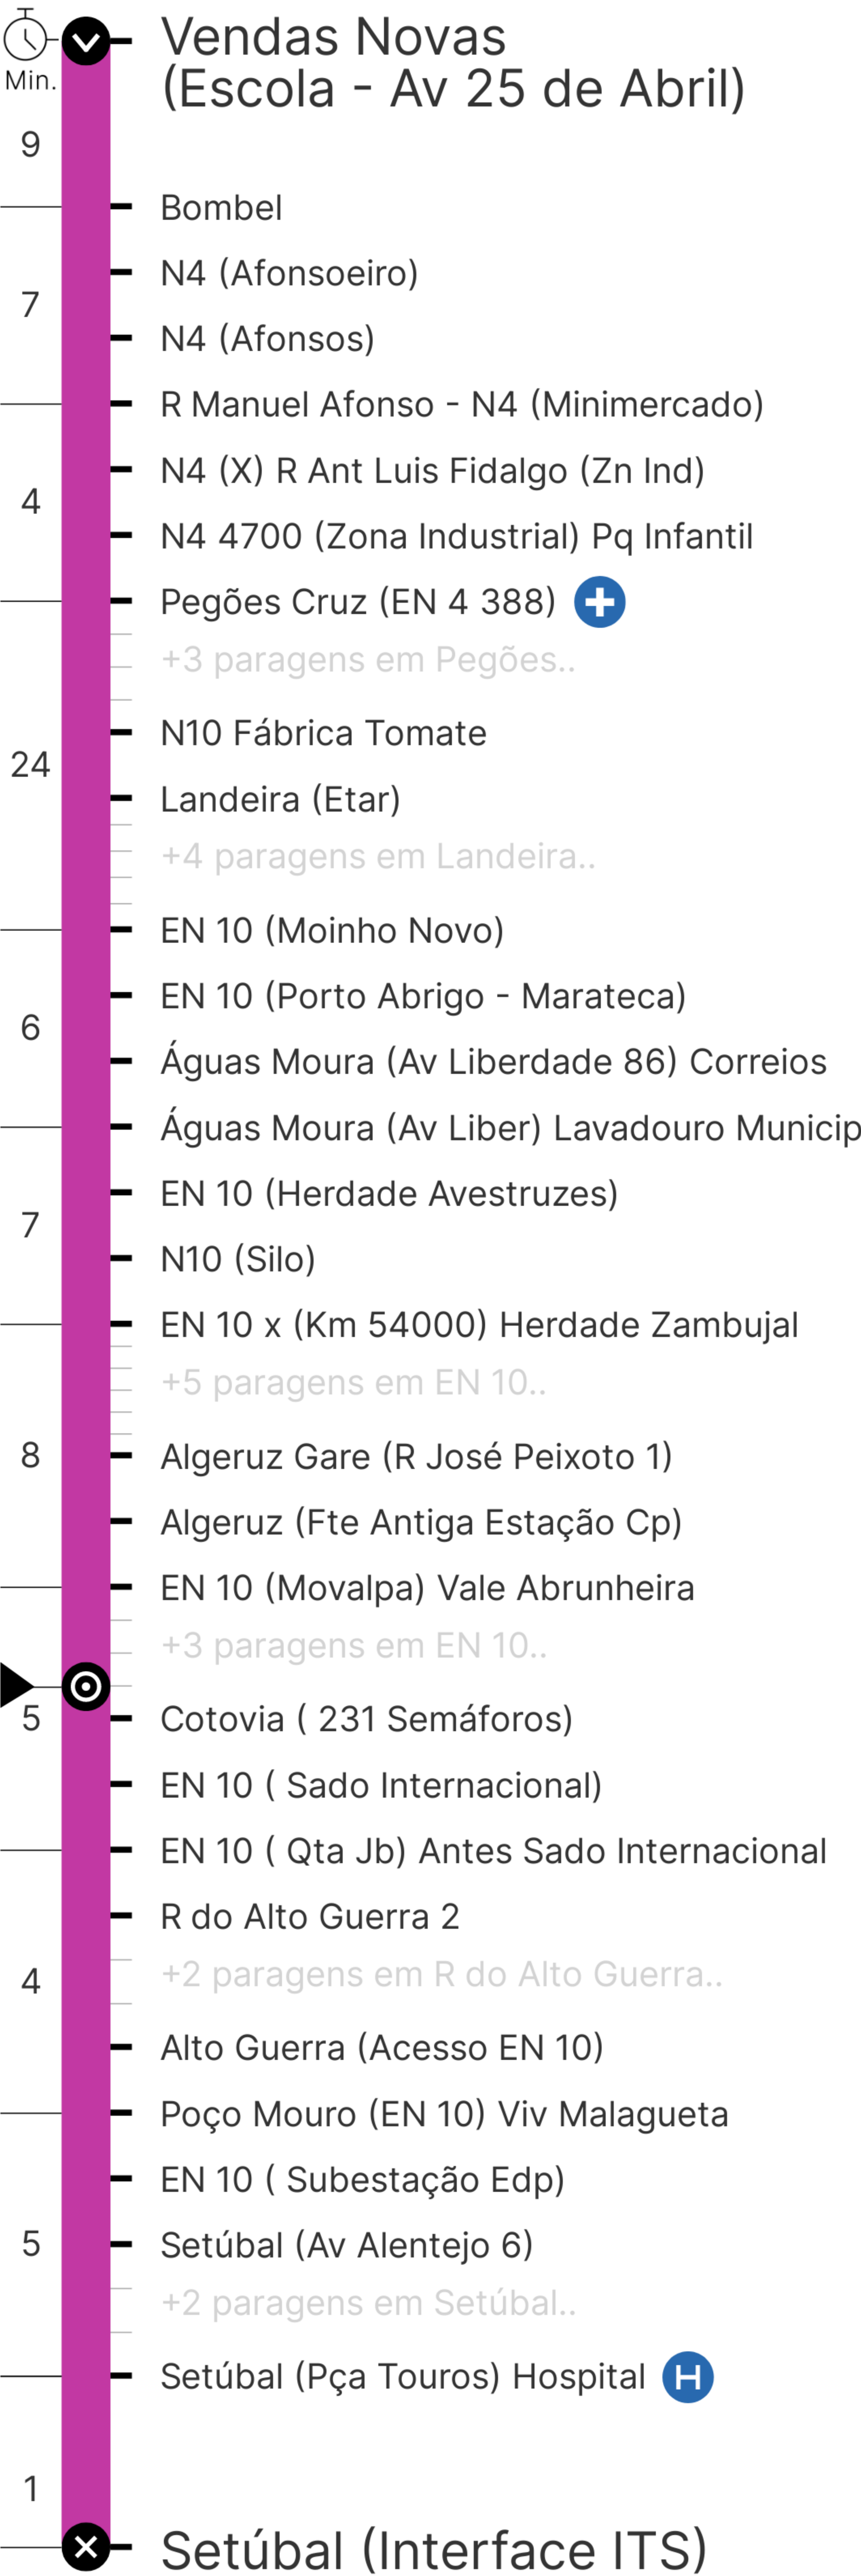 Vendas Novas
(Escola - Av 25 de Abril)
Min.
9
Bombel
N4 (Afonsoeiro)
7
N4 (Afonsos)
R Manuel Afonso - N4 (Minimercado)
N4 (X) R Ant Luis Fidalgo (Zn Ind)
4
N4 4700 (Zona Industrial) Pq Infantil
Pegões Cruz (EN 4 388)
+3 paragens em Pegões..
N10 Fábrica Tomate
24
Landeira (Etar)
+4 paragens em Landeira..
EN 10 (Moinho Novo)
EN 10 (Porto Abrigo - Marateca)
6
Águas Moura (Av Liberdade 86) Correios
Águas Moura (Av Liber) Lavadouro Municip
EN 10 (Herdade Avestruzes)
7
N10 (Silo)
EN 10 x (Km 54000) Herdade Zambujal
+5 paragens em EN 10..
8
Algeruz Gare (R José Peixoto 1)
Algeruz (Fte Antiga Estação Cp)
EN 10 (Movalpa) Vale Abrunheira
+3 paragens em EN 10..
5
Cotovia ( 231 Semáforos)
EN 10 ( Sado Internacional)
EN 10 ( Qta Jb) Antes Sado Internacional
R do Alto Guerra 2
+2 paragens em R do Alto Guerra..
4
Alto Guerra (Acesso EN 10)
Poço Mouro (EN 10) Viv Malagueta
EN 10 ( Subestação Edp)
5
Setúbal (Av Alentejo 6)
+2 paragens em Setúbal..
Setúbal (Pça Touros) Hospital H
1
Setúbal (Interface ITS)